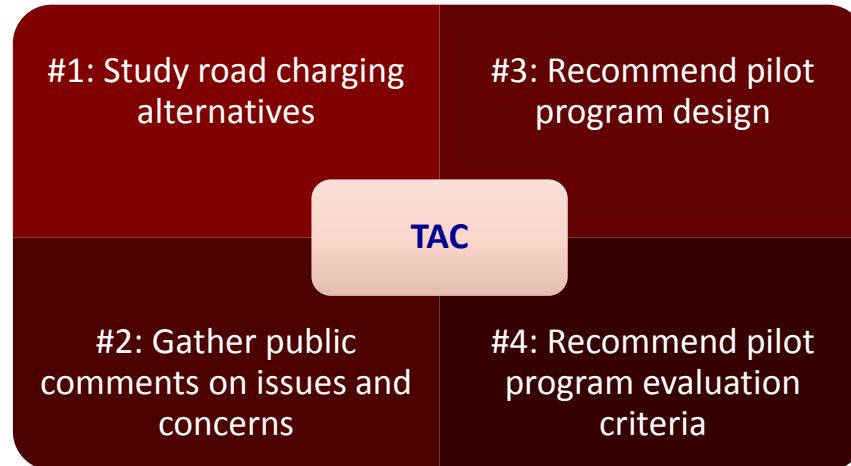 #1: Study road charging
alternatives
#3: Recommend pilot
program design
TAC
#2: Gather public
comments on issues and
concerns
#4: Recommend pilot
program evaluation
criteria